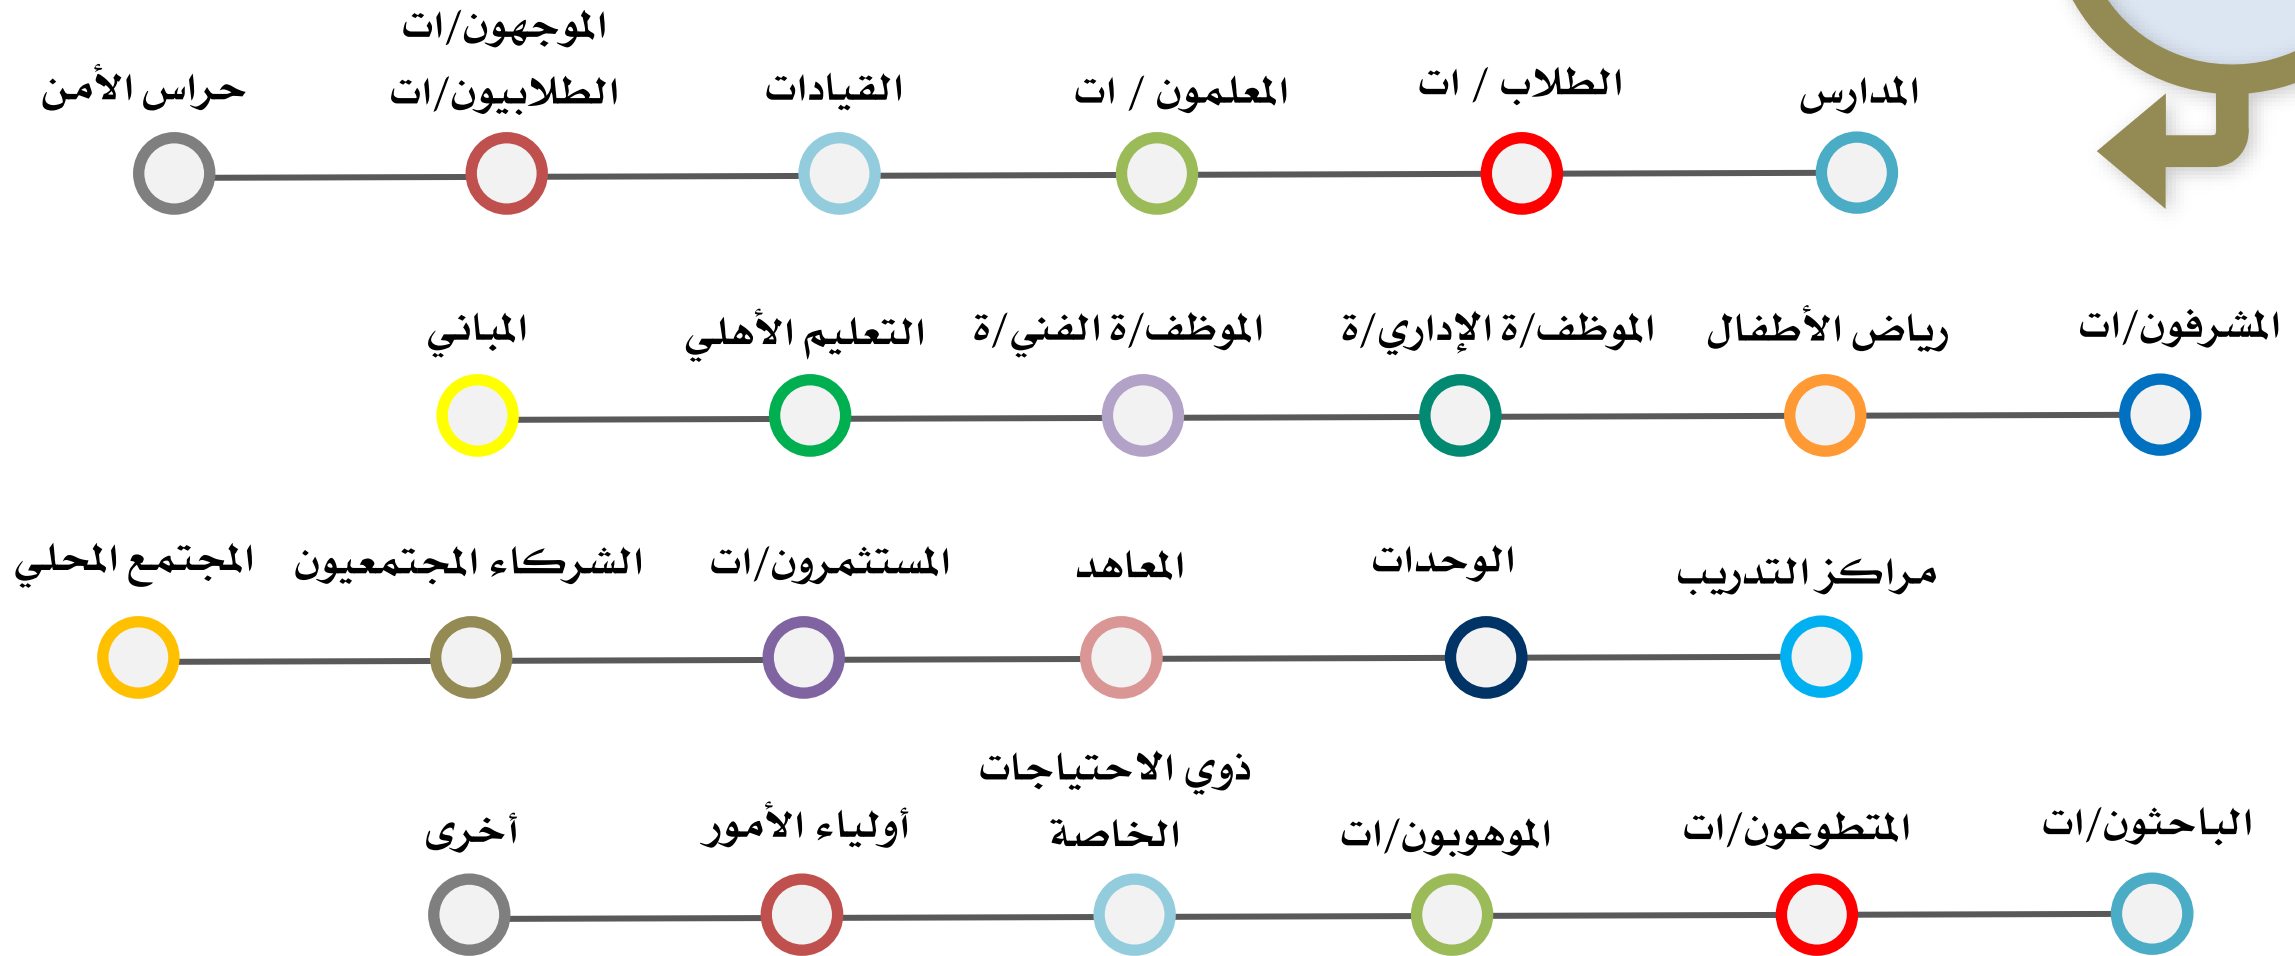 المدارس
الطلاب / ات
المعلمون / ات
القيادات
الموجهون/ات
الطلابيون/ات
حراس الأمن
المشرفون/ات
رياض الأطفال
الموظف/ة الإداري/ة
الموظف/ة الفني/ة
التعليم الأهلي
المباني
مراكز التدريب
الوحدات
المعاهد
المستثمرون/ات
الشركاء المجتمعيون
المجتمع المحلي
الباحثون/ات
المتطوعون/ات
الموهوبون/ات
ذوي الاحتياجات
الخاصة
أولياء الأمور
أخرى